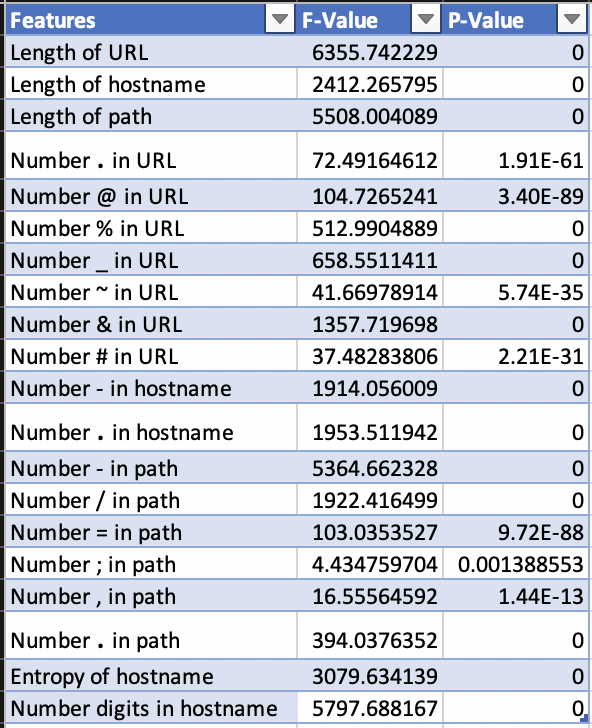 Features F-Value P-Value
Length of URL 6355.742229 0
Length of hostname 2412.265795 0
Length of path 5508.004089 0
Number . in URL 72.49164612 1.91E-61
Number @ in URL 104.7265241 3.40E-89
Number % in URL 512.9904889 0
Number _ in URL 658.5511411 0
Number ~ in URL 41.66978914 5.74E-35
Number & in URL 1357.719698 0
Number # in URL 37.48283806 2.21E-31
Number - in hostname 1914.056009 0
Number . in hostname 1953.511942 0
Number - in path 5364.662328 0
Number / in path 1922.416499 0
Number = in path 103.0353527 9.72E-88
Number ; in path 4.434759704 0.001388553
Number , in path 16.55564592 1.44E-13
Number . in path 394.0376352 0
Entropy of hostname 3079.634139 0
Number digits in hostname 5797.688167 0